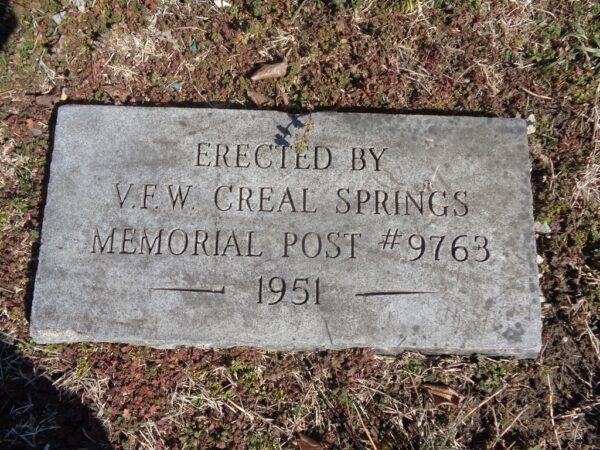 ERECTED BY
V.F.W. CREAL SPRINGS
MEMORIAL POST #9763
1951